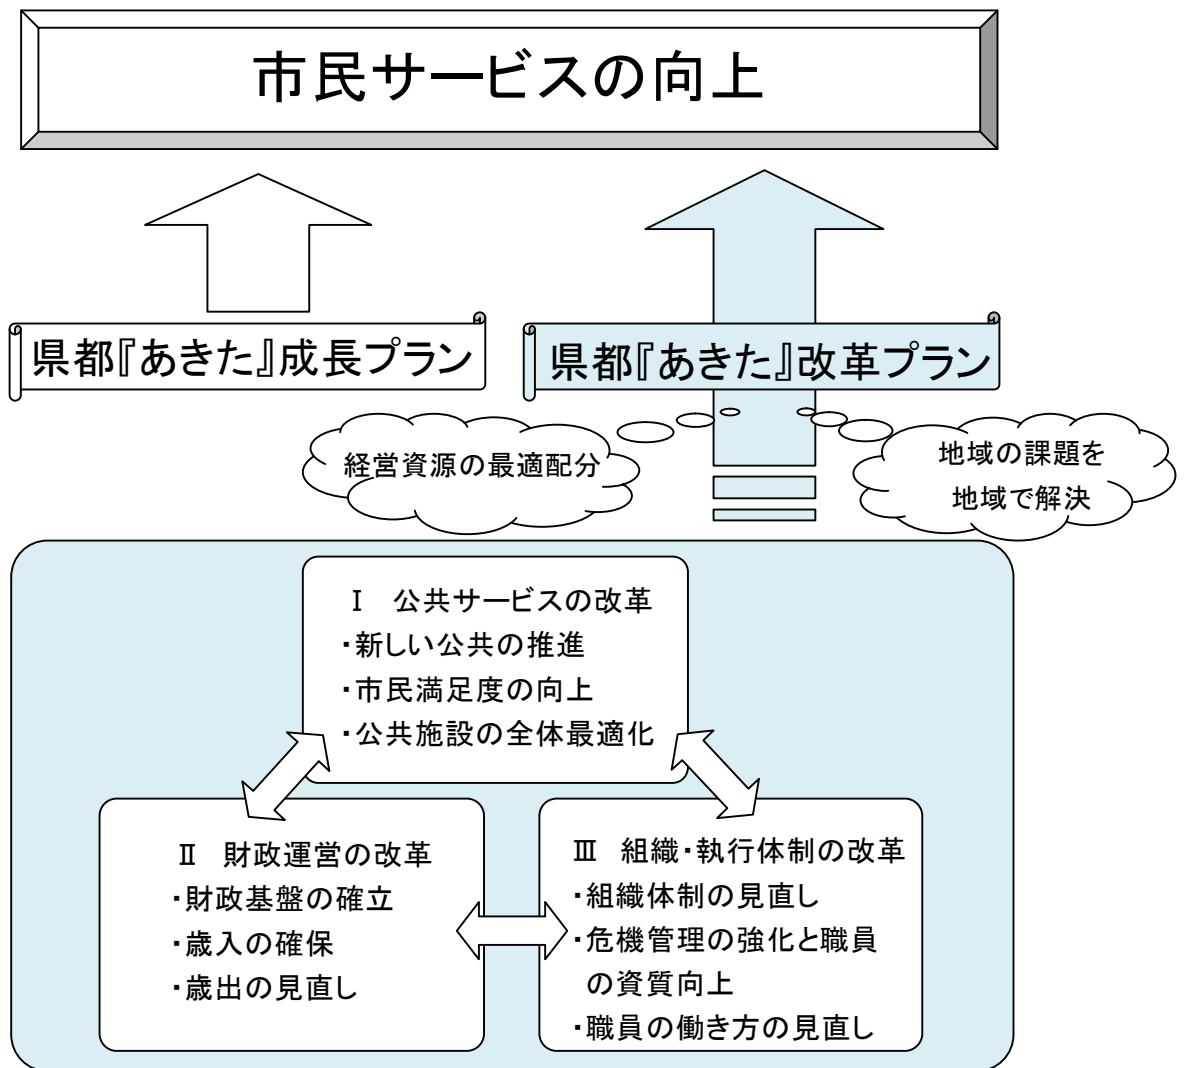 市民サービスの向上
県都『あきた』成長プラン
県都『あきた』改革プラン
経営資源の最適配分
地域の課題を
地域で解決
Ⅰ　公共サービスの改革
・新しい公共の推進
・市民満足度の向上
・公共施設の全体最適化
Ⅱ　財政運営の改革
・財政基盤の確立
・歳入の確保
・歳出の見直し
Ⅲ　組織・執行体制の改革
・組織体制の見直し
・危機管理の強化と職員
の資質向上
・職員の働き方の見直し